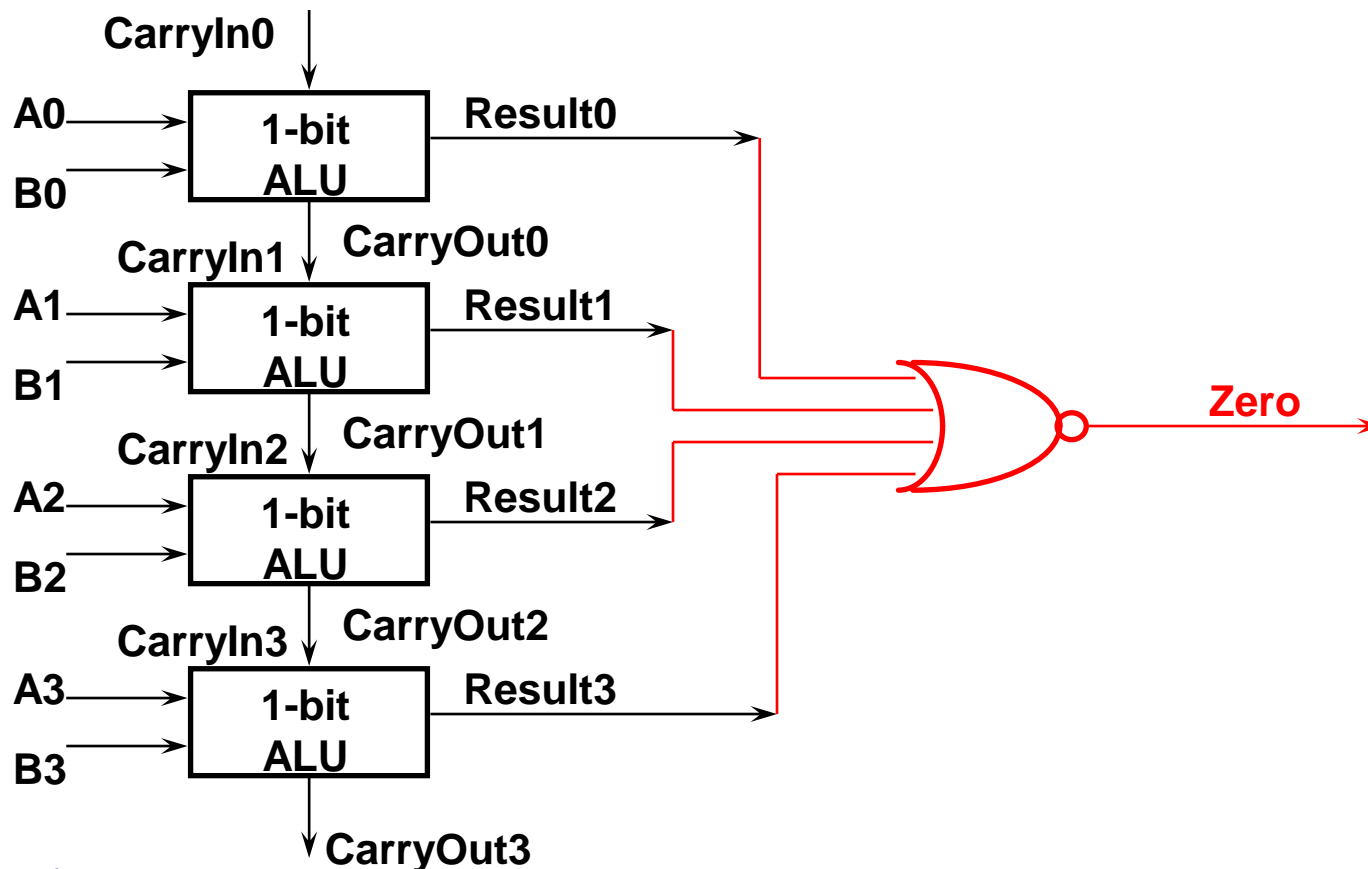 CarryIn0
A0
1-bit
ALU
Result0
B0
CarryIn1
CarryOut0
A1
1-bit
ALU
Result1
B1
Zero
CarryIn2
CarryOut1
A2
1-bit
ALU
Result2
B2
CarryIn3
CarryOut2
A3
1-bit
ALU
Result3
B3
CarryOut3